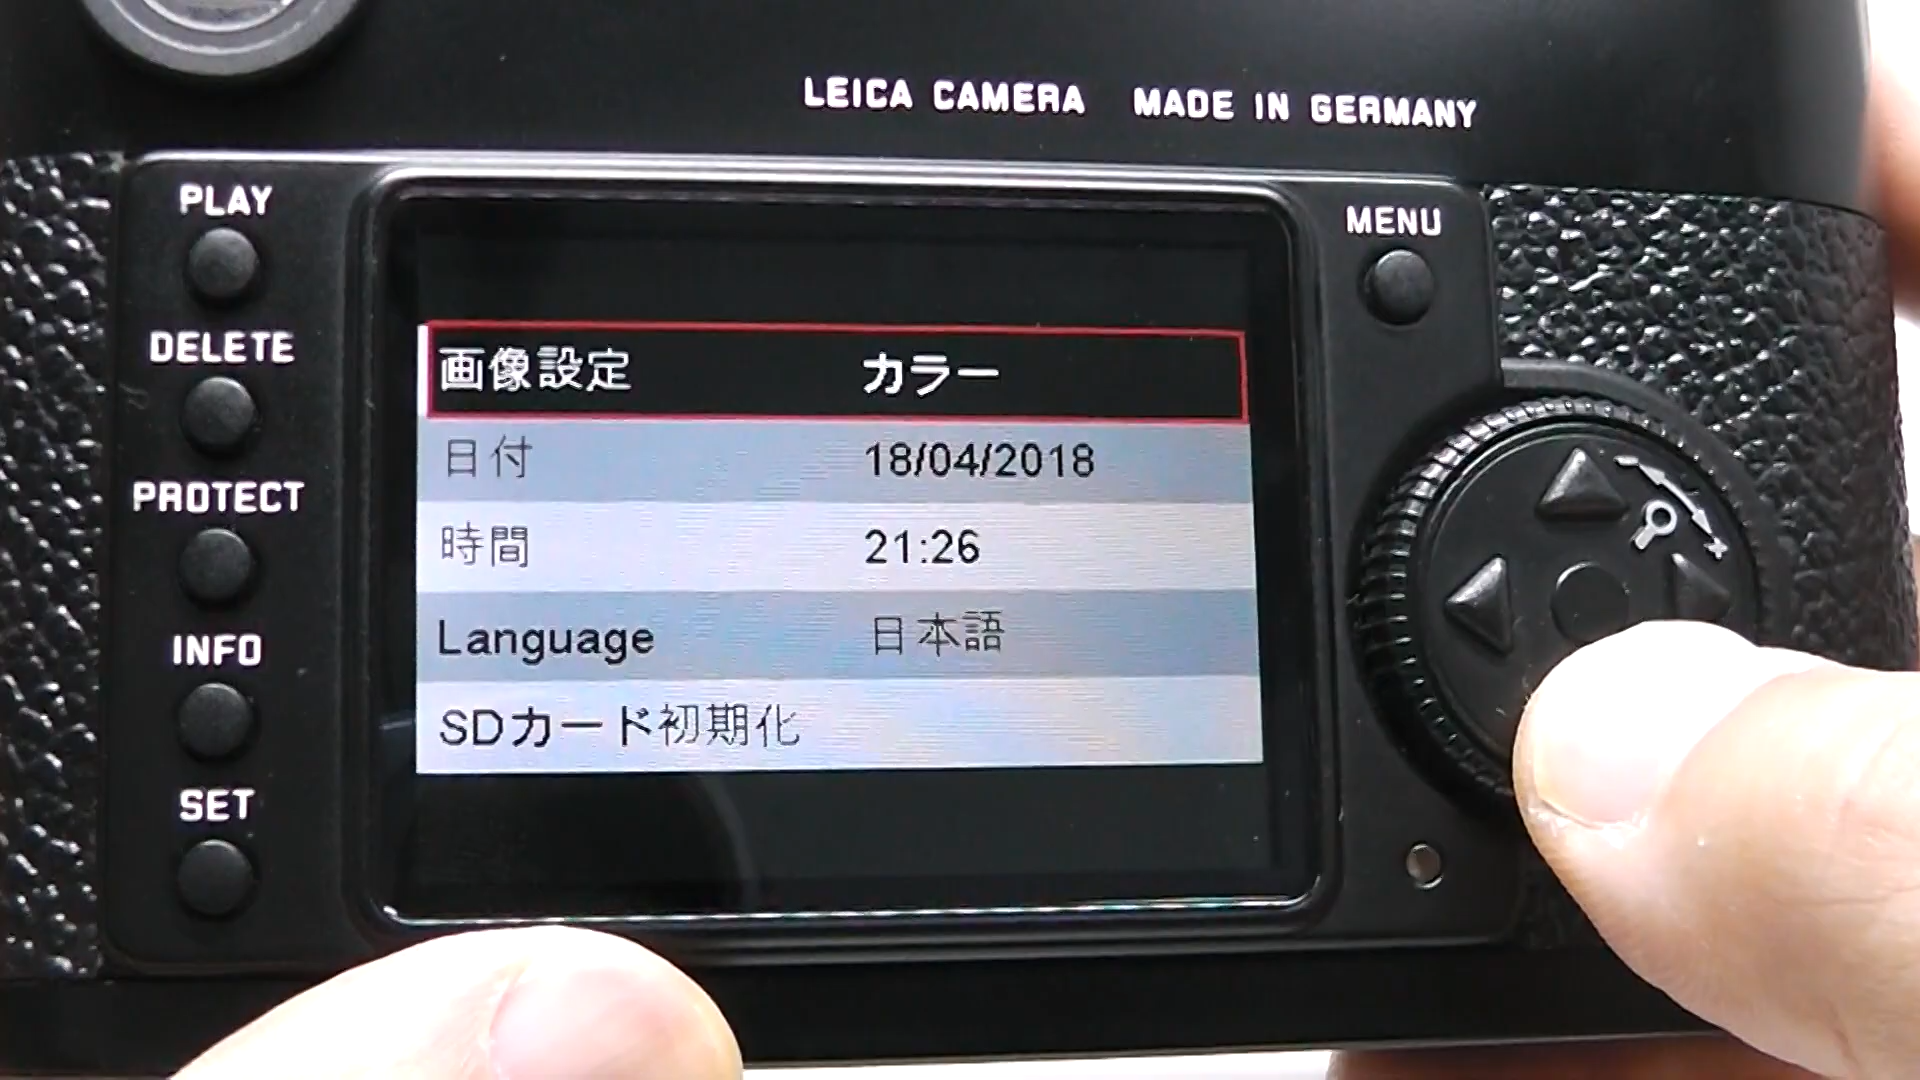 LEICA CAMERA MADE IN GERMANY
PLAY
MENU
DELETE
PROTECT
INFO
SET
画像設定 カラー
日付 18/04/2018
時間 21:26
Language 日本語
SDカード初期化